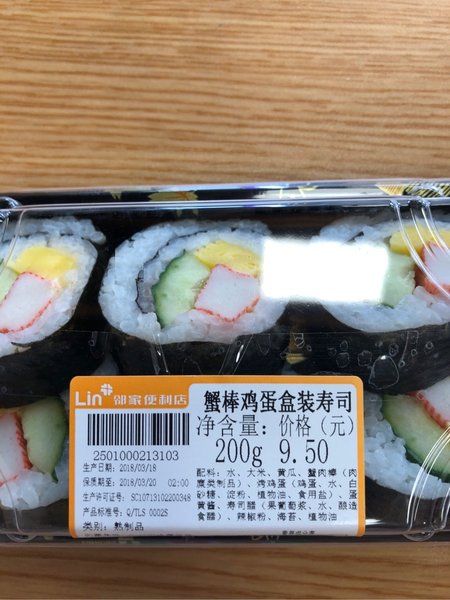 Lin 邻家便利店
蟹棒鸡蛋盒装寿司
净含量: 价格(元)
200g 9.50
2501000213103
生产日期: 2018/03/18
保质期至: 2018/03/20 02:00
生产许可证号: SC10713102200348
产品标准号: Q/TLS 0002S
类别: 熟制品
配料: 水、大米、黄瓜、蟹肉棒(肉
糜类制品)、烤鸡蛋(鸡蛋、水、白
砂糖、淀粉、植物油、食用盐)、蛋
黄酱、寿司醋(果葡萄浆、水、酿造
食醋)、辣椒粉、海苔、植物油